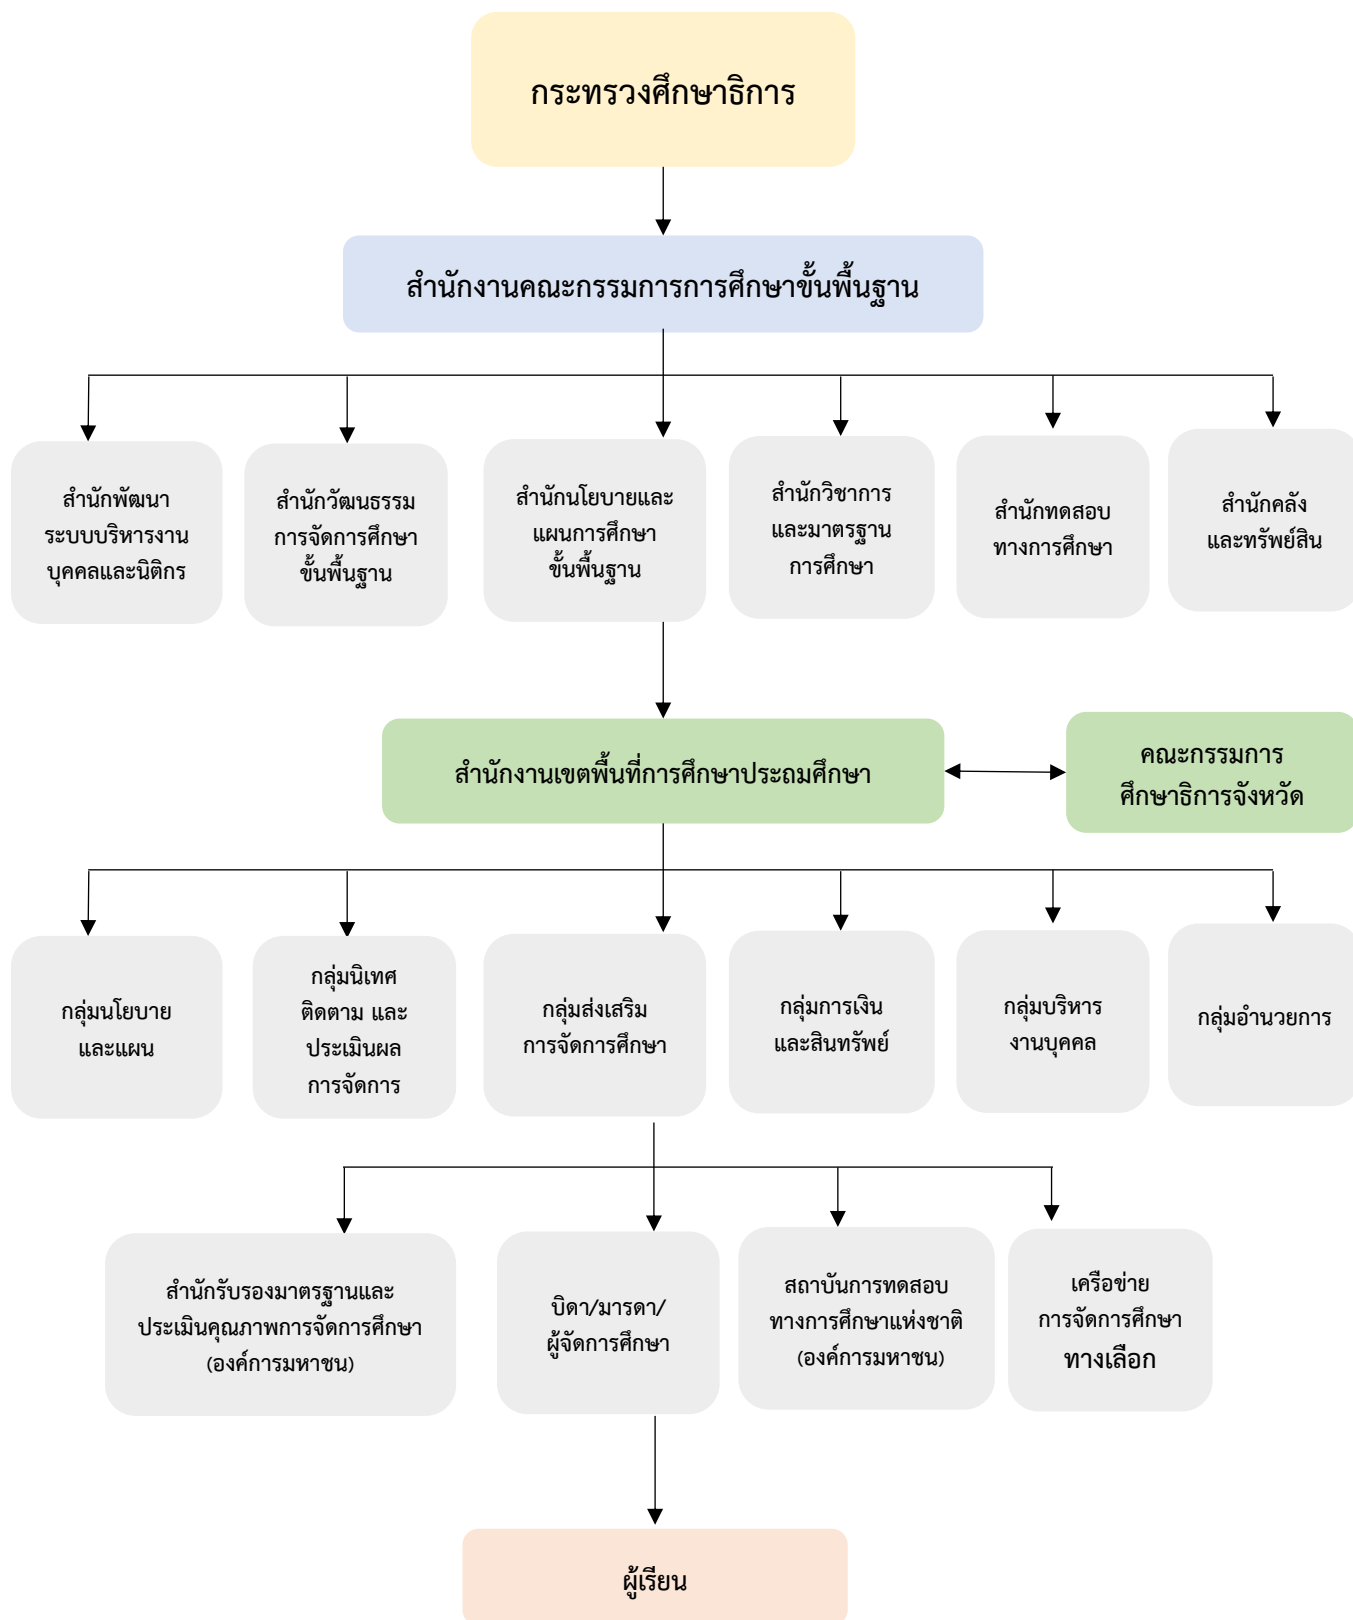 กระทรวงศึกษาธิการ
สำนักงานคณะกรรมการการศึกษาขั้นพื้นฐาน
สำนักพัฒนา
ระบบบริหารงาน
บุคคลและนิติกร
สำนักวัฒนธรรม
การจัดการศึกษา
ขั้นพื้นฐาน
สำนักนโยบายและ
แผนการศึกษา
ขั้นพื้นฐาน
สำนักวิชาการ
และมาตรฐาน
การศึกษา
สำนักทดสอบ
ทางการศึกษา
สำนักคลัง
และทรัพย์สิน
สำนักงานเขตพื้นที่การศึกษาประถมศึกษา
คณะกรรมการ
ศึกษาธิการจังหวัด
กลุ่มนโยบาย
และแผน
กลุ่มนิเทศ
ติดตาม และ
ประเมินผล
การจัดการ
กลุ่มส่งเสริม
การจัดการศึกษา
กลุ่มการเงิน
และสินทรัพย์
กลุ่มบริหาร
งานบุคคล
กลุ่มอำนวยการ
สำนักรับรองมาตรฐานและ
ประเมินคุณภาพการจัดการศึกษา
(องค์การมหาชน)
บิดา/มารดา/
ผู้จัดการศึกษา
สถาบันการทดสอบ
ทางการศึกษาแห่งชาติ
(องค์การมหาชน)
เครือข่าย
การจัดการศึกษา
ทางเลือก
ผู้เรียน